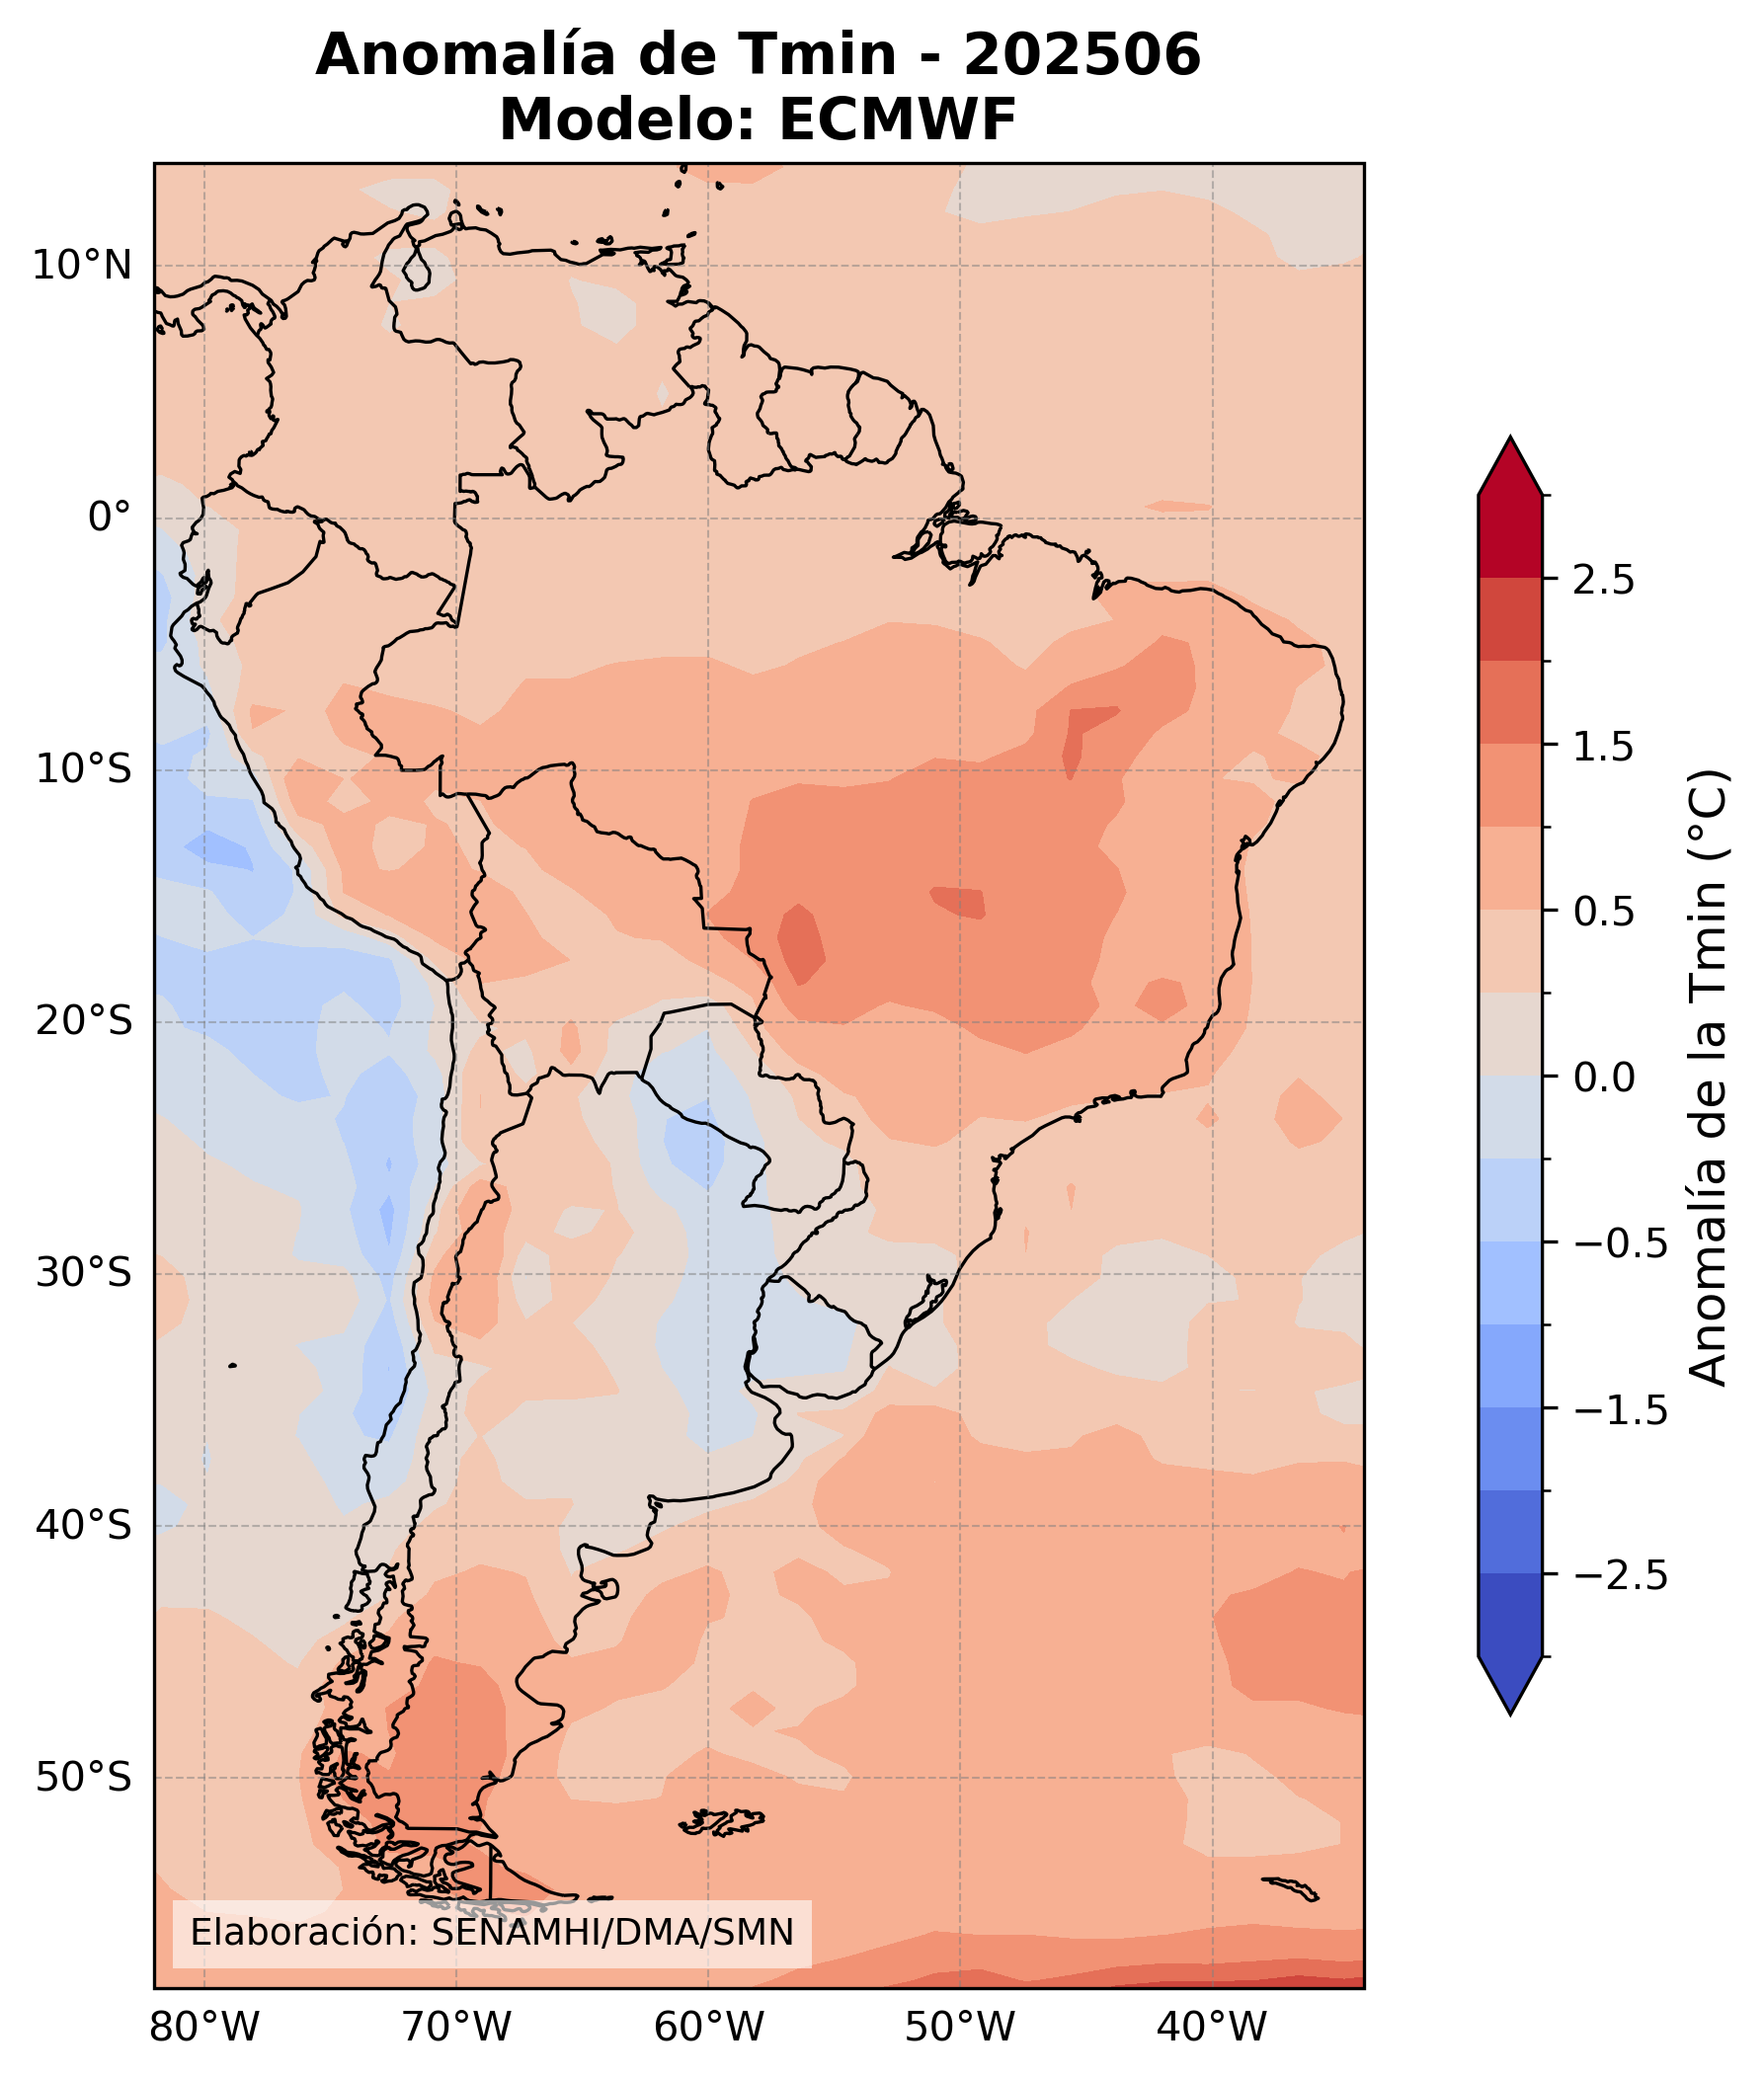 Anomalía de Tmin - 202506
Modelo: ECMWF
10°N
0°
10°S
20°S
30°S
40°S
50°S
80°W
70°W
60°W
50°W
40°W
2.5
1.5
0.5
0.0
−0.5
−1.5
−2.5
Anomalía de la Tmin (°C)
Elaboración: SENAMHI/DMA/SMN